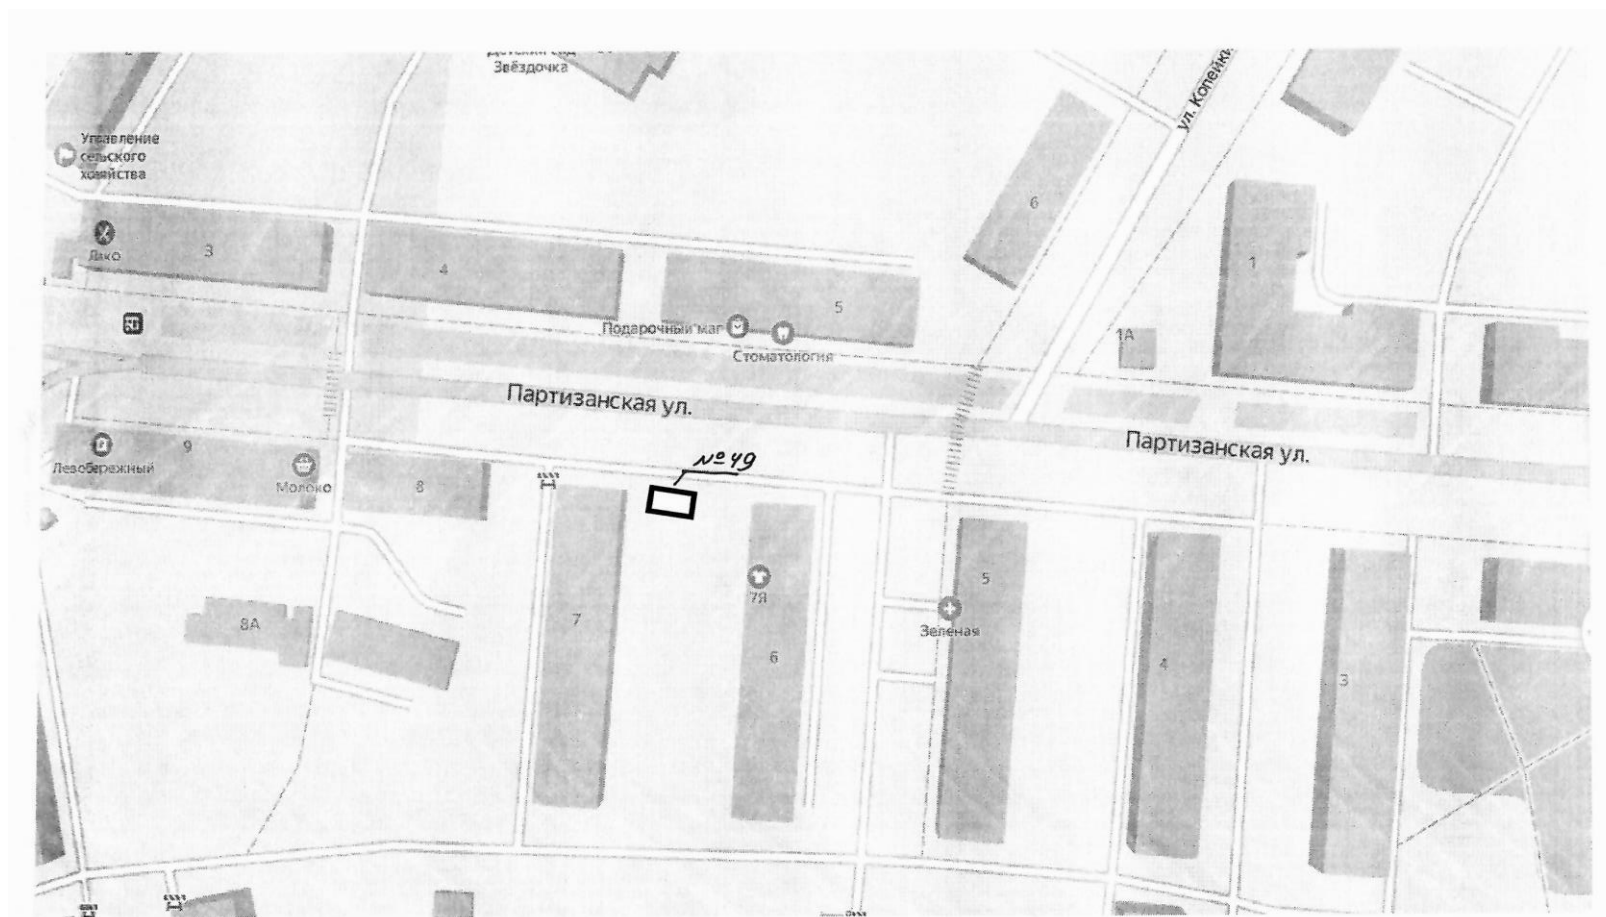 Звёздочка
ул. Копейки
Управление
сельского
хозяйства
6
3
4
1
Лико
5
Подарочный маг
1А
Стоматология
Партизанская ул.
Партизанская ул.
9
№49
Левобережный
Молоко
8
7Я
5
Зеленая
7
8А
6
4
3